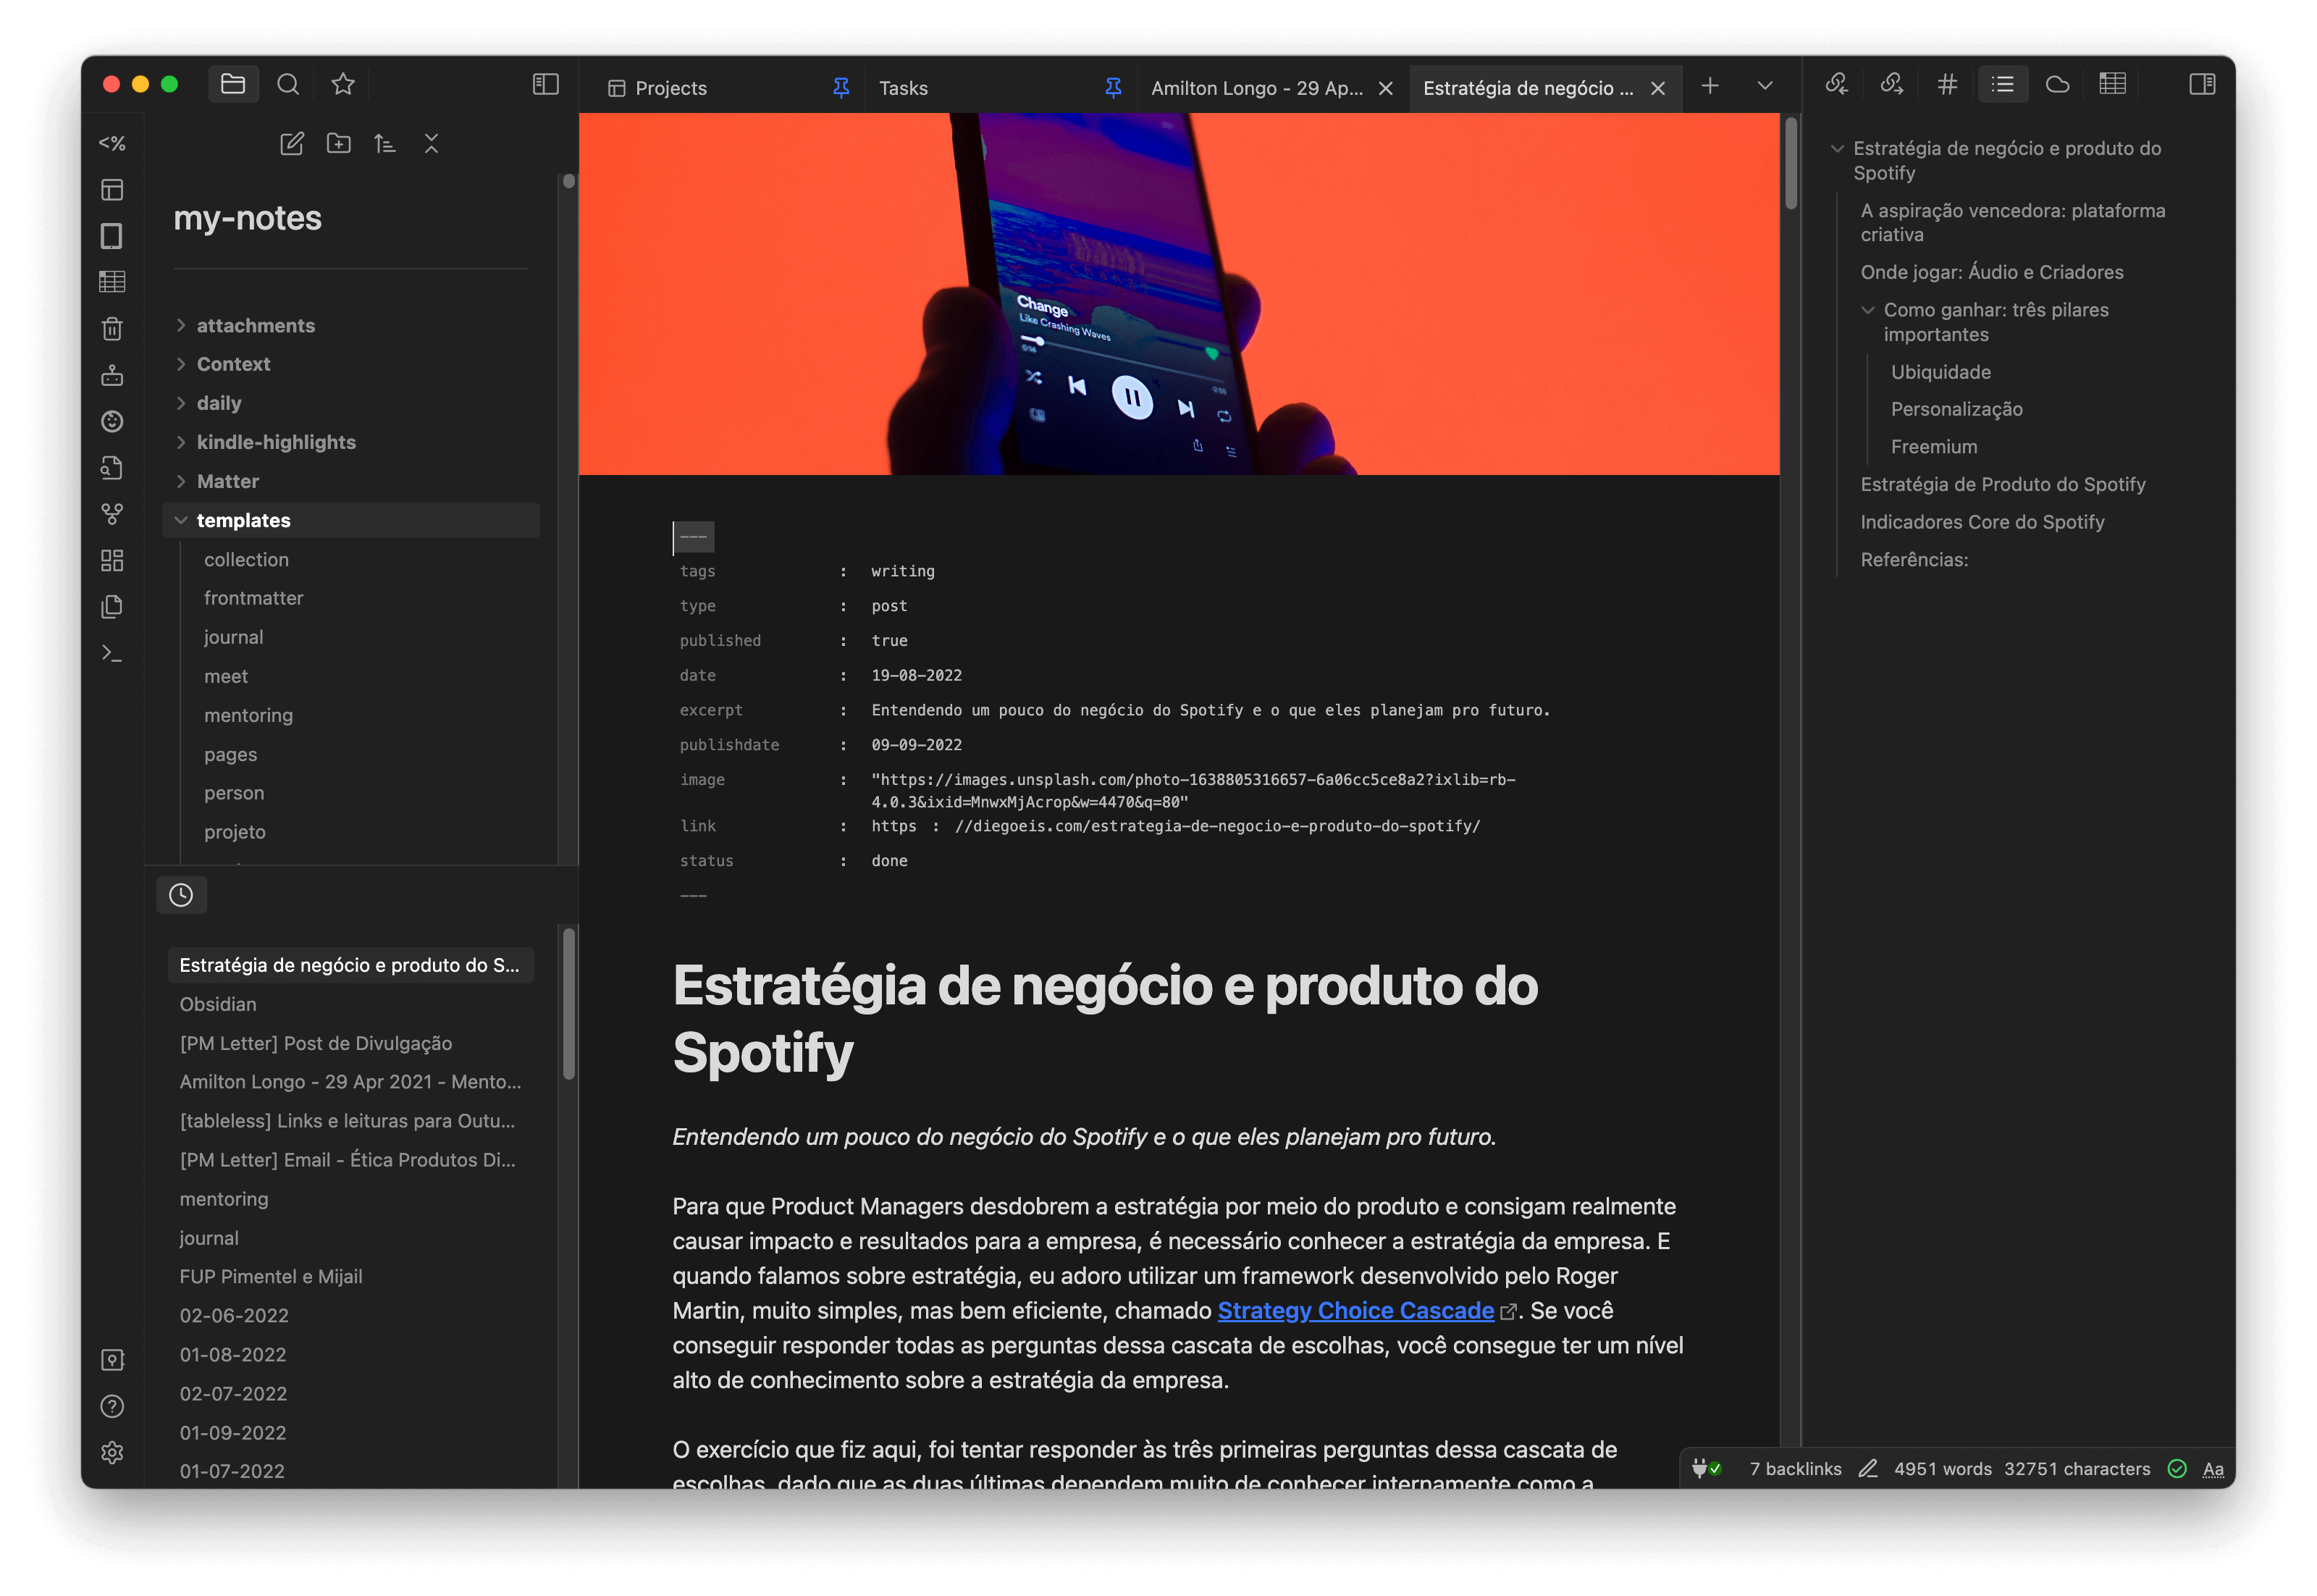 Projects
Tasks
Amilton Longo - 29 Ap...
Estratégia de negócio ...
<%
my-notes
attachments
Context
daily
kindle-highlights
Matter
templates
collection
frontmatter
journal
meet
mentoring
pages
person
projeto
Estratégia de negócio e produto do S...
Obsidian
[PM Letter] Post de Divulgação
Amilton Longo - 29 Apr 2021 - Mento...
[tableless] Links e leituras para Outu...
[PM Letter] Email - Ética Produtos Di...
mentoring
journal
FUP Pimentel e Mijail
02-06-2022
01-08-2022
02-07-2022
01-09-2022
01-07-2022
Change
Like Crashing Waves
0:14
---
tags : writing
type : post
published : true
date : 19-08-2022
excerpt : Entendendo um pouco do negócio do Spotify e o que eles planejam pro futuro.
publishdate : 09-09-2022
image : "https://images.unsplash.com/photo-1638805316657-6a06cc5ce8a2?ixlib=rb-
4.0.3&ixid=MnwxMjAcrop&w=4470&q=80"
link : https : //diegoeis.com/estrategia-de-negocio-e-produto-do-spotify/
status : done
---
Estratégia de negócio e produto do
Spotify
Entendendo um pouco do negócio do Spotify e o que eles planejam pro futuro.
Para que Product Managers desdobrem a estratégia por meio do produto e consigam realmente
causar impacto e resultados para a empresa, é necessário conhecer a estratégia da empresa. E
quando falamos sobre estratégia, eu adoro utilizar um framework desenvolvido pelo Roger
Martin, muito simples, mas bem eficiente, chamado Strategy Choice Cascade. Se você
conseguir responder todas as perguntas dessa cascata de escolhas, você consegue ter um nível
alto de conhecimento sobre a estratégia da empresa.
O exercício que fiz aqui, foi tentar responder às três primeiras perguntas dessa cascata de
escolhas, dado que as duas últimas dependem muito de conhecer internamente como a
Estratégia de negócio e produto do
Spotify
A aspiração vencedora: plataforma
criativa
Onde jogar: Áudio e Criadores
Como ganhar: três pilares
importantes
Ubiquidade
Personalização
Freemium
Estratégia de Produto do Spotify
Indicadores Core do Spotify
Referências:
7 backlinks 4951 words 32751 characters Aa